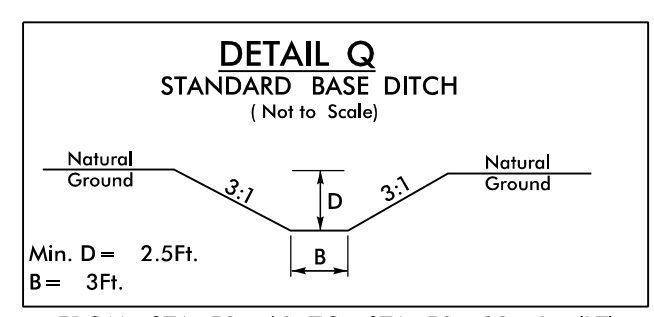 DETAIL Q
STANDARD BASE DITCH
( Not to Scale)
Natural
Ground
3:1
D
3:1
Natural
Ground
Min. D = 2.5Ft.
B
B = 3Ft.